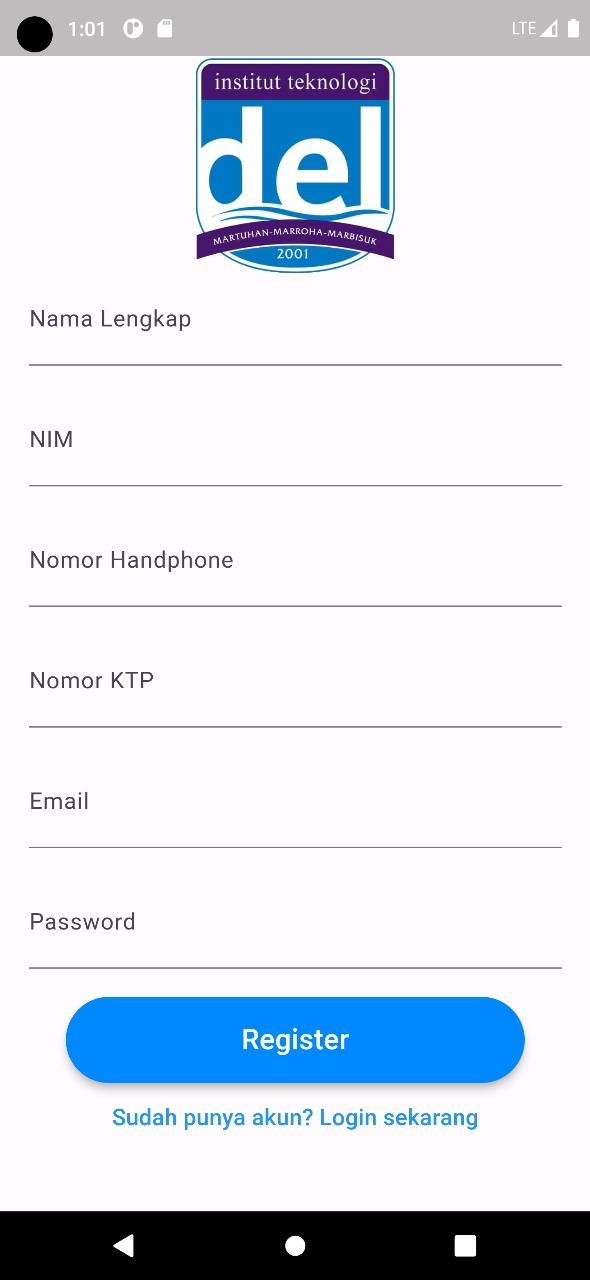 1:01
LTE
institut teknologi
del
MARTUHAN-MARROHA-MARBISUK
2001
Nama Lengkap
NIM
Nomor Handphone
Nomor KTP
Email
Password
Register
Sudah punya akun? Login sekarang